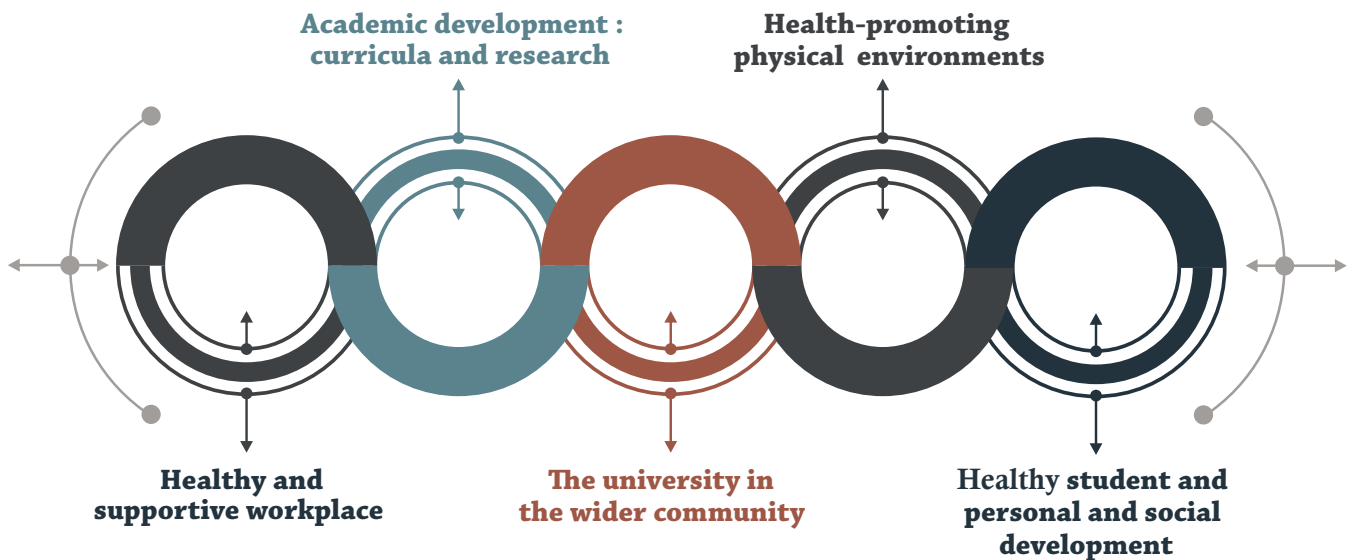 Academic development :
curricula and research
Health-promoting
physical environments
Healthy and
supportive workplace
The university in
the wider community
Healthy student and
personal and social
development